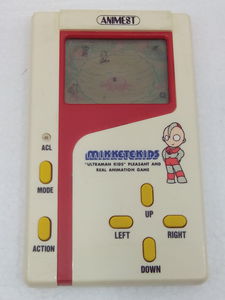 ANIMEST
ACL
MODE
MIKKETEKIDS
"ULTRAMAN KIDS" PLEASANT AND
REAL ANIMATION GAME
UP
LEFT
RIGHT
ACTION
DOWN